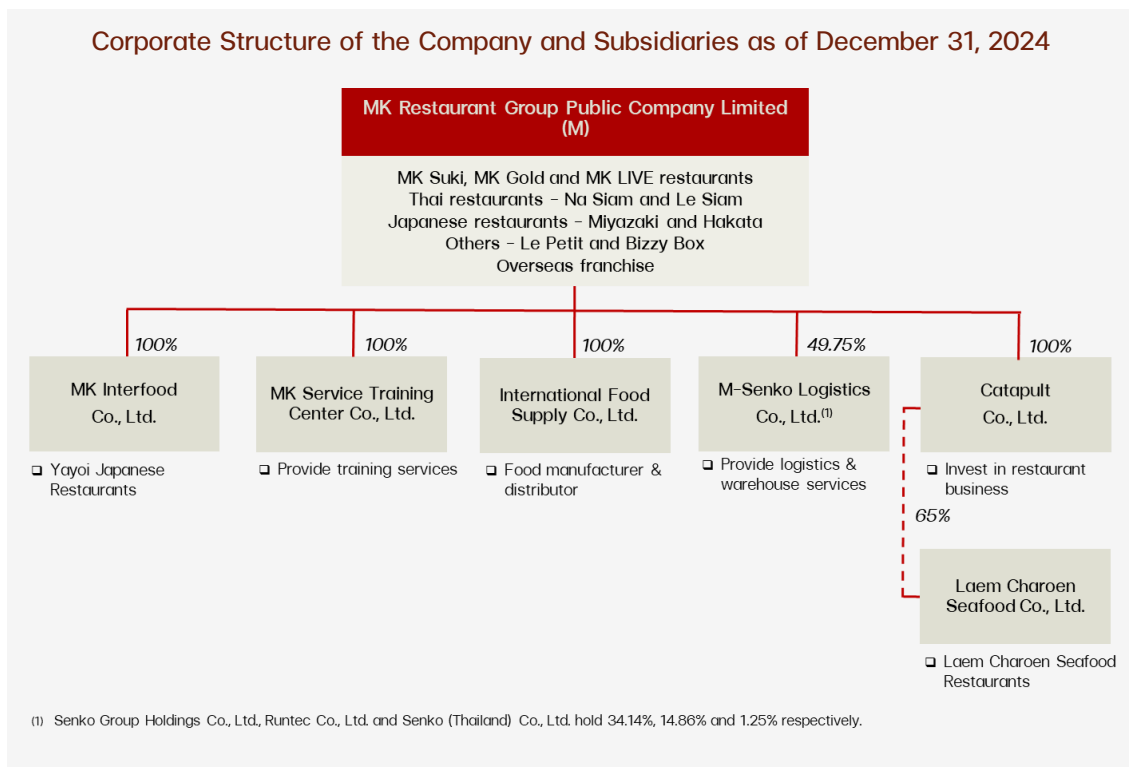 Corporate Structure of the Company and Subsidiaries as of December 31, 2024
MK Restaurant Group Public Company Limited
(M)
MK Suki, MK Gold and MK LIVE restaurants
Thai restaurants - Na Siam and Le Siam
Japanese restaurants - Miyazaki and Hakata
Others - Le Petit and Bizzy Box
Overseas franchise
100%
MK Interfood
Co., Ltd.
Yayoi Japanese
Restaurants
100%
MK Service Training
Center Co., Ltd.
Provide training services
100%
International Food
Supply Co., Ltd.
Food manufacturer &
distributor
49.75%
M-Senko Logistics
Co., Ltd.(1)
Provide logistics &
warehouse services
100%
Catapult
Co., Ltd.
Invest in restaurant
business
65%
Laem Charoen
Seafood Co., Ltd.
Laem Charoen Seafood
Restaurants
(1) Senko Group Holdings Co., Ltd., Runtec Co., Ltd. and Senko (Thailand) Co., Ltd. hold 34.14%, 14.86% and 1.25% respectively.